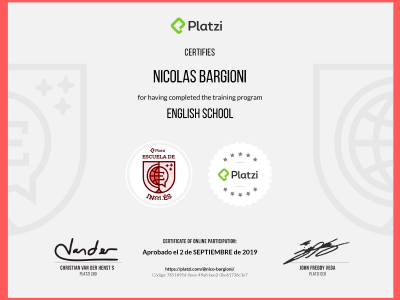 Platzi
CERTIFIES
NICOLAS BARGIONI
for having completed the training program
ENGLISH SCHOOL
Platzi
ESCUELA DE
INGLÉS
Platzi
CERTIFICATE OF ONLINE PARTICIPATION:
Aprobado el 2 de SEPTIEMBRE de 2019
CHRISTIAN VAN DER HENST S
PLATZI COO
https://platzi.com/@nico-bargioni/
JOHN FREDDY VEGA
PLATZI CEO